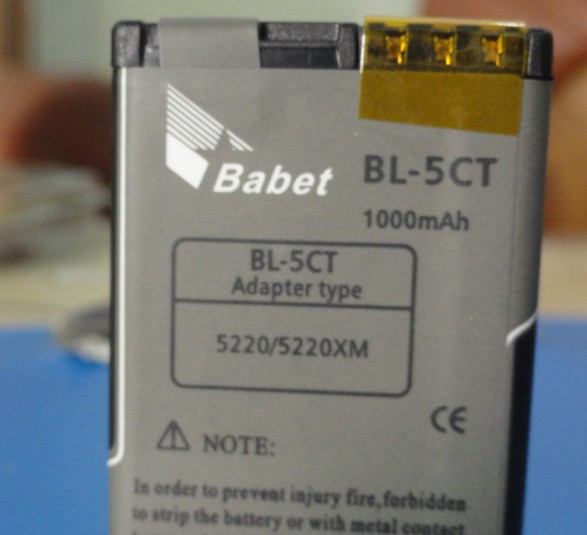 Babet
BL-5CT
1000mAh
BL-5CT
Adapter type
5220/5220XM
CE
NOTE:
In order to prevent injury fire,forbidden
to strip the battery or with metal contact